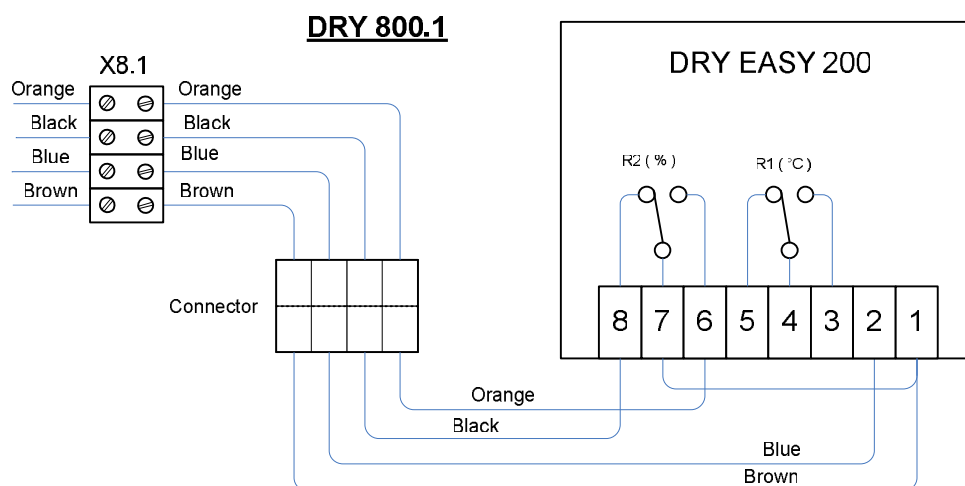 DRY 800.1
X8.1
DRY EASY 200
Orange Orange
Black Black
Blue Blue
Brown Brown
R2 ( % ) R1 ( °C )
Connector
8 7 6 5 4 3 2 1
Orange
Black
Blue
Brown